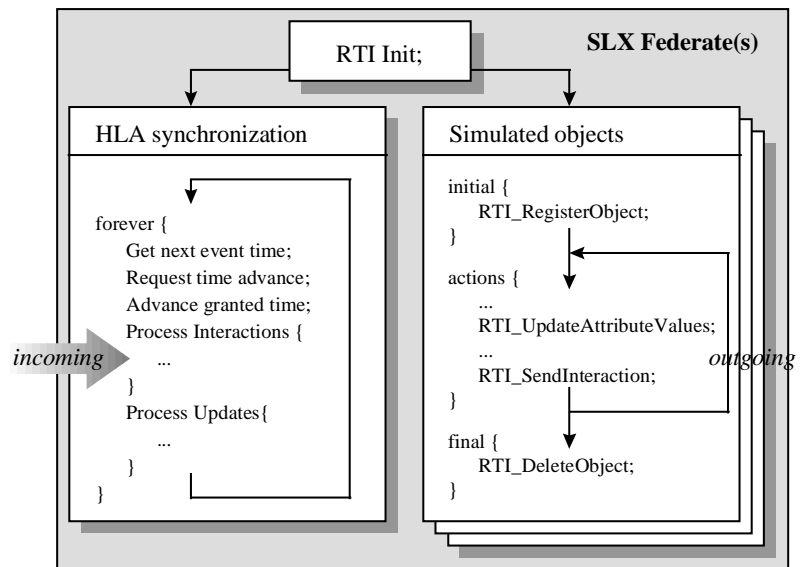 SLX Federate(s)
RTI Init;
HLA synchronization
forever {
Get next event time;
Request time advance;
Advance granted time;
Process Interactions {
...
}
Process Updates{
...
}
}
incoming
Simulated objects
initial {
RTI_RegisterObject;
}
actions {
...
RTI_UpdateAttributeValues;
...
RTI_SendInteraction;
}
final {
RTI_DeleteObject;
}
outgoing